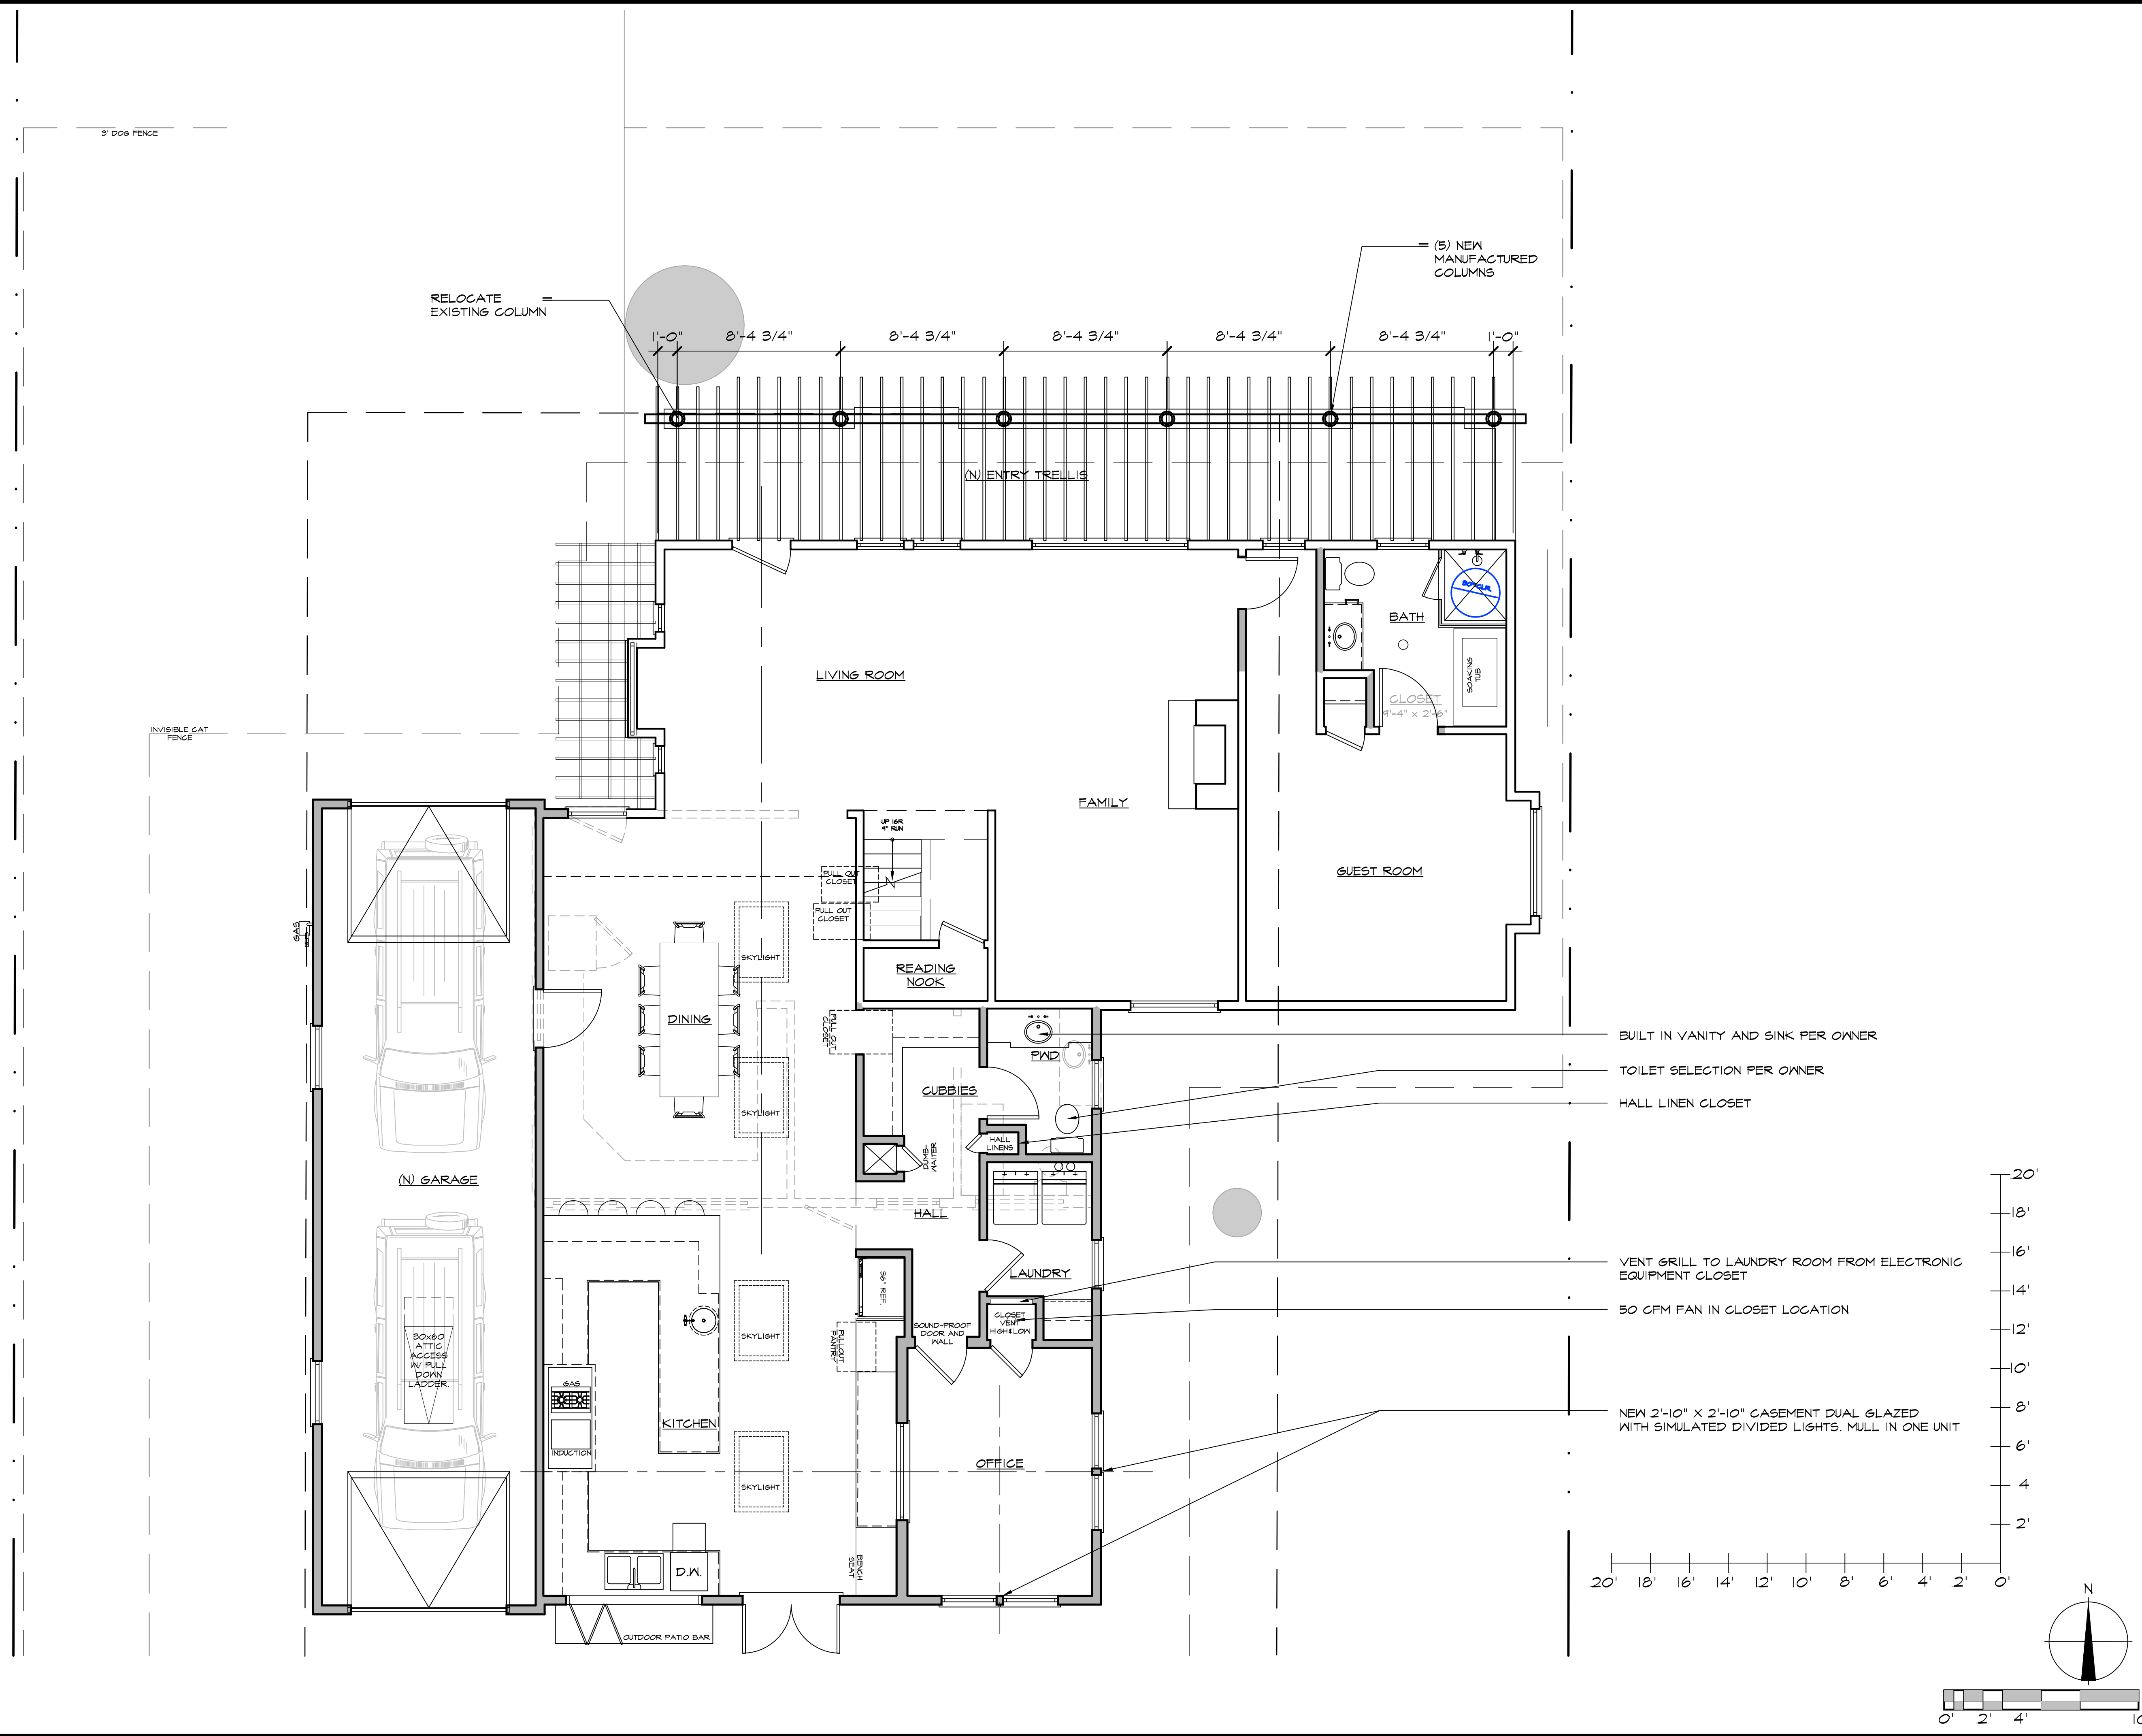 3' DOG FENCE
(5) NEW
MANUFACTURED
COLUMNS
RELOCATE
EXISTING COLUMN
1'-0"
8'-4 3/4"
8'-4 3/4"
8'-4 3/4"
8'-4 3/4"
8'-4 3/4"
1'-0"
(N) ENTRY TRELLIS
BATH
LIVING ROOM
SOAKING
TUB
CLOSET
9'-4" x 2'-6"
INVISIBLE CAT
FENCE
FAMILY
UP 16R
9" RUN
GUEST ROOM
PULL OUT
CLOSET
PULL OUT
CLOSET
GAS
SKYLIGHT
READING
NOOK
DINING
PULL OUT
CLOSET
PWD
CUBBIES
SKYLIGHT
HALL
LINENS
DUMB-
WAITER
(N) GARAGE
HALL
LAUNDRY
36" REF.
CLOSET
VENT
HIGH&LOW
SOUND-PROOF
DOOR AND
WALL
SKYLIGHT
PULLOUT
PANTRY
30x60
ATTIC
ACCESS
W/ PULL
DOWN
LADDER.
GAS
KITCHEN
INDUCTION
OFFICE
SKYLIGHT
D.W.
BENCH
SEAT
OUTDOOR PATIO BAR
BUILT IN VANITY AND SINK PER OWNER
TOILET SELECTION PER OWNER
HALL LINEN CLOSET
VENT GRILL TO LAUNDRY ROOM FROM ELECTRONIC
EQUIPMENT CLOSET
50 CFM FAN IN CLOSET LOCATION
NEW 2'-10" X 2'-10" CASEMENT DUAL GLAZED
WITH SIMULATED DIVIDED LIGHTS. MULL IN ONE UNIT
20'
18'
16'
14'
12'
10'
8'
6'
4
2'
20' 18' 16' 14' 12' 10' 8' 6' 4' 2' 0'
N
0' 2' 4'